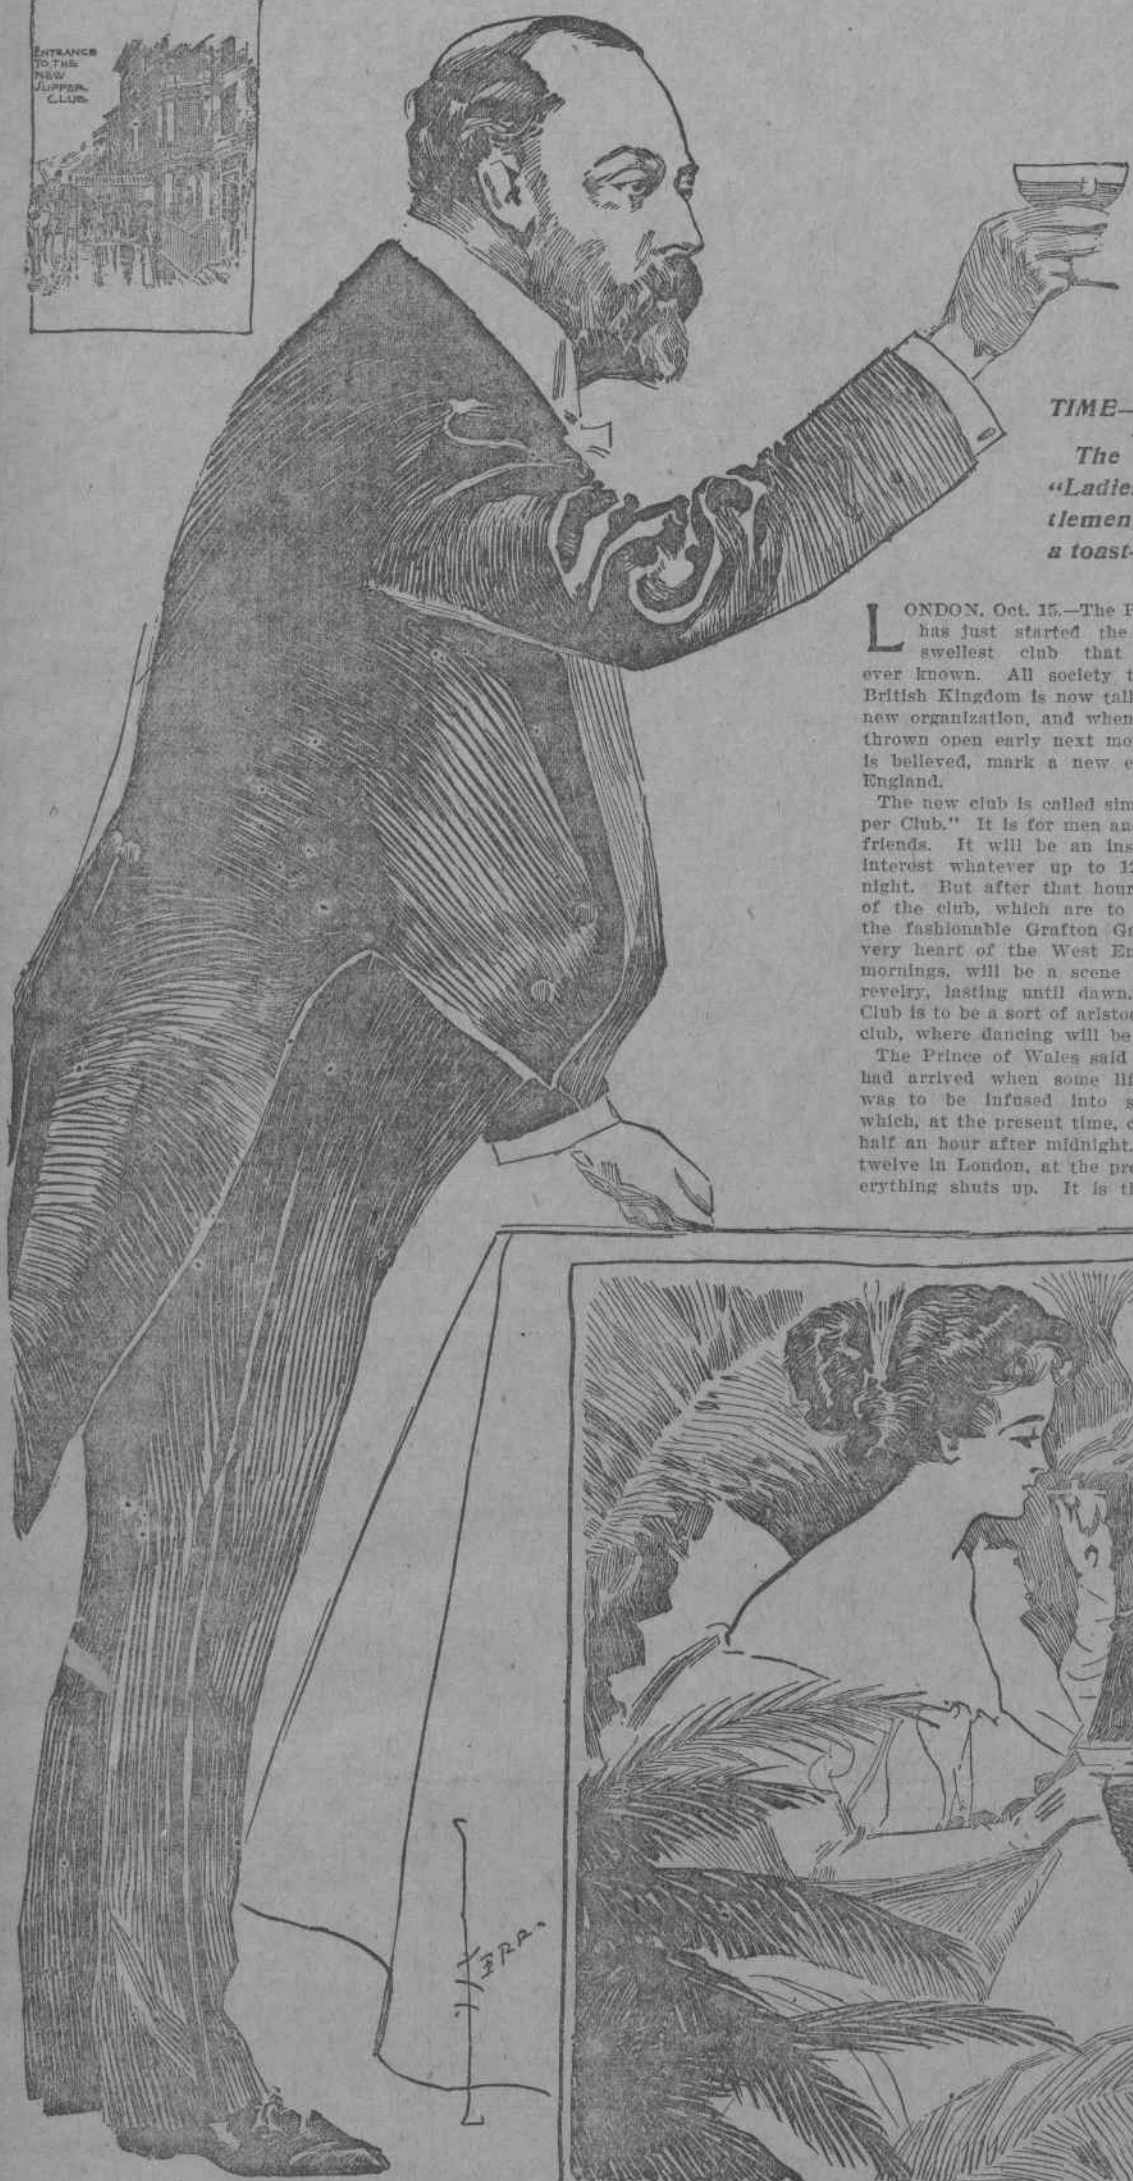 ENTRANCE
TO THE
NEW
SUPPER
CLUB
TIME—
The
"Ladie
tlemen
a toast-
LONDON, Oct. 15.—The P
has just started the
swellest club that
ever known. All society t
British Kingdom is now tal
new organization, and when
thrown open early next mo
is believed, mark a new e
England.
The new club is called sim
per Club." It is for men an
friends. It will be an ins
interest whatever up to 12
night. But after that hour
of the club, which are to
the fashionable Grafton G
very heart of the West En
mornings, will be a scene
revelry, lasting until dawn.
Club is to be a sort of aristo
club, where dancing will be
The Prince of Wales said
had arrived when some lif
was to be infused into s
which, at the present time, c
half an hour after midnight.
twelve in London, at the pre
erything shuts up. It is th